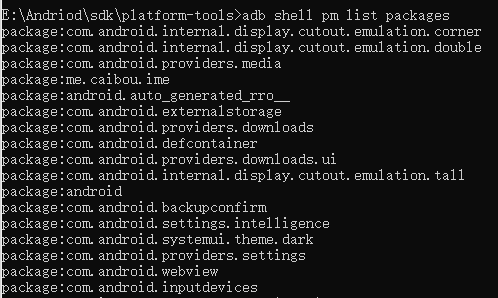 E:\Andriod\sdk\platform-tools>adb shell pm list packages
package:com.android.internal.display.cutout.emulation.corner
package:com.android.internal.display.cutout.emulation.double
package:com.android.providers.media
package:me.caibou.ime
package:android.auto_generated_rro__
package:com.android.externalstorage
package:com.android.providers.downloads
package:com.android.defcontainer
package:com.android.providers.downloads.ui
package:com.android.internal.display.cutout.emulation.tall
package:android
package:com.android.backupconfirm
package:com.android.settings.intelligence
package:com.android.systemui.theme.dark
package:com.android.providers.settings
package:com.android.webview
package:com.android.inputdevices